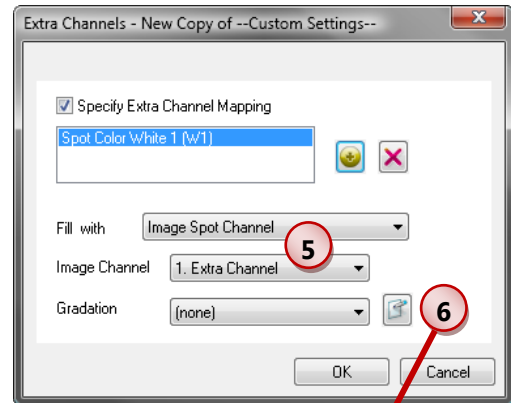 Extra Channels - New Copy of --Custom Settings--
Specify Extra Channel Mapping
Spot Color White 1 (W1)
Fill with Image Spot Channel
5
Image Channel 1. Extra Channel
Gradation (none) 6
OK Cancel